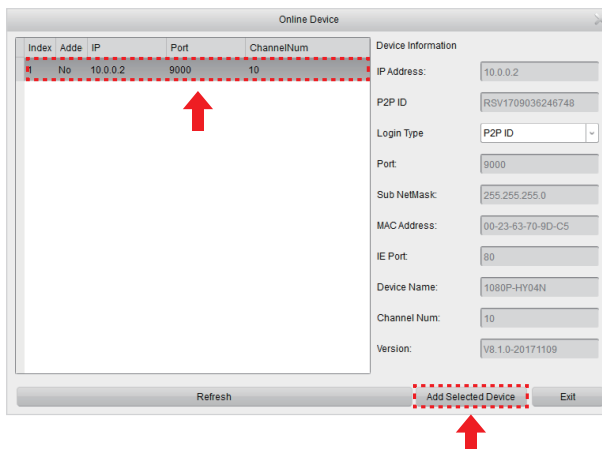 Online Device
Index Adde IP Port ChannelNum
1 No 10.0.0.2 9000 10
Device Information
IP Address: 10.0.0.2
P2P ID RSV1709036246748
Login Type P2P ID
Port: 9000
Sub NetMask: 255.255.255.0
MAC Address: 00-23-63-70-9D-C5
IE Port: 80
Device Name: 1080P-HY04N
Channel Num: 10
Version: V8.1.0-20171109
Refresh Add Selected Device Exit